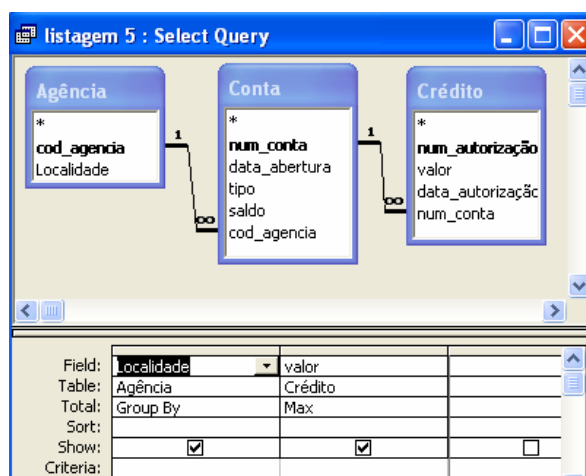 listagem 5 : Select Query
Agência
*
cod_agencia
Localidade
1
∞
Conta
*
num_conta
data_abertura
tipo
saldo
cod_agencia
1
∞
Crédito
*
num_autorização
valor
data_autorizaçãc
num_conta
Field: Localidade valor
Table: Agência Crédito
Total: Group By Max
Sort:
Show:
Criteria: